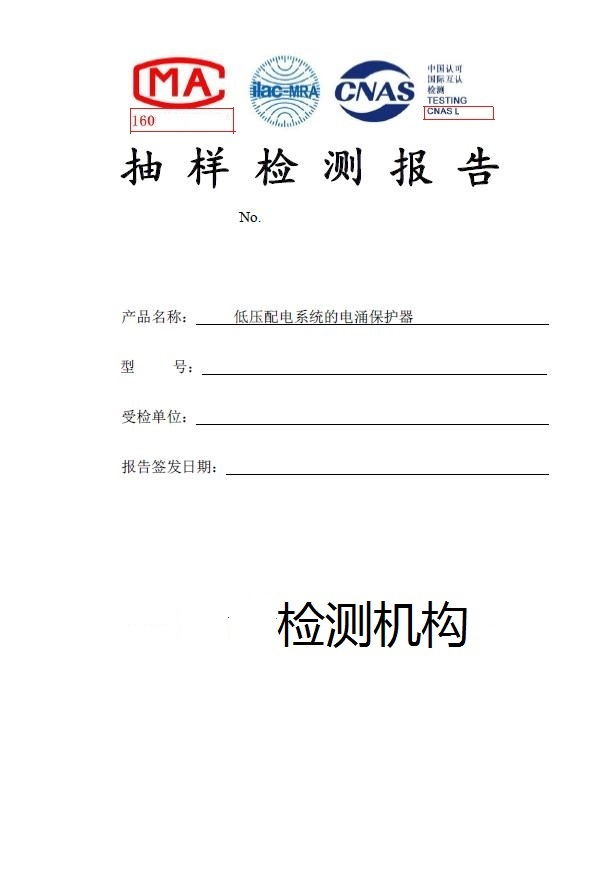 MA
ilac-MRA
CNAS
中国认可
国际互认
检测
TESTING
CNAS L
160
抽样检测报告
No.
产品名称： 低压配电系统的电涌保护器
型 号：
受检单位：
报告签发日期：
检测机构